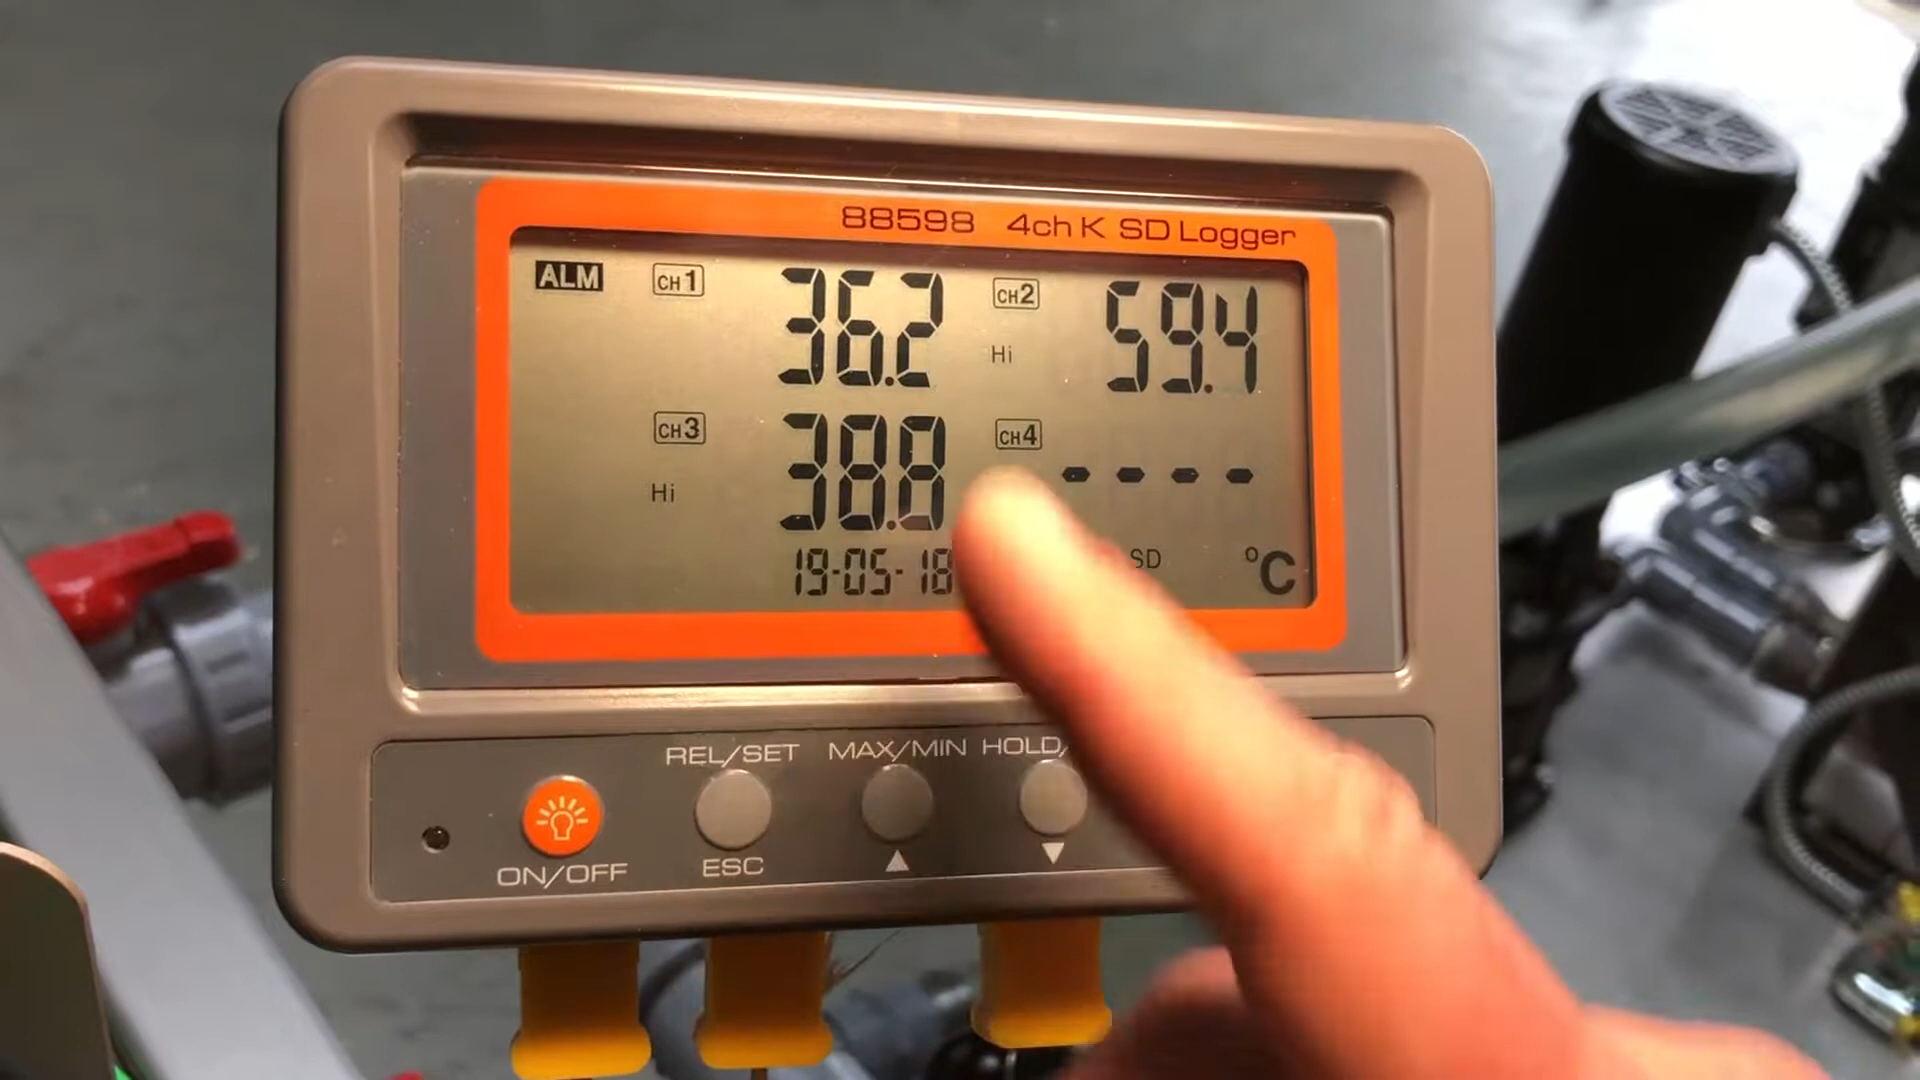 88598 4ch K SD Logger
ALM CH1 36.2 CH2 59.4
Hi
CH3 38.8 CH4 ----
Hi
19-05-18 SD °C
REL/SET MAX/MIN HOLD/
ON/OFF ESC